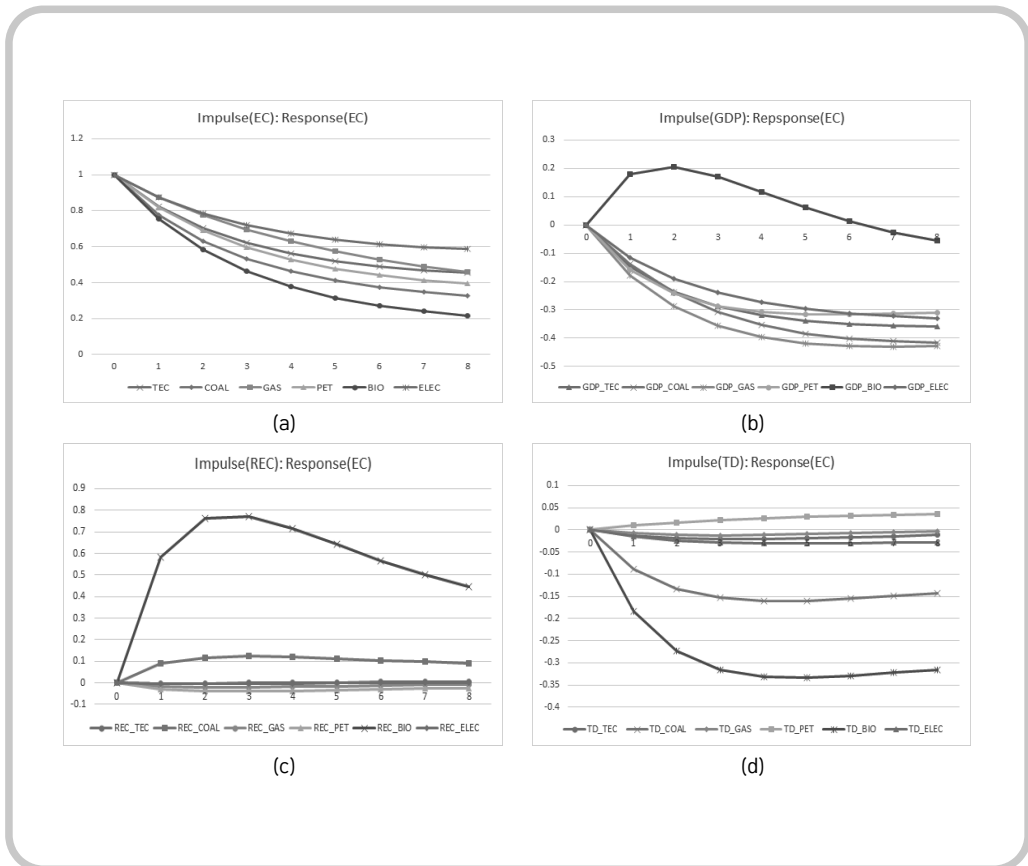 Impulse(EC): Response(EC)
1.2
1
0.8
0.6
0.4
0.2
0
0 1 2 3 4 5 6 7 8
TEC COAL GAS PET BIO ELEC
(a)
Impulse(GDP): Repsponse(EC)
0.3
0.2
0.1
0
-0.1
-0.2
-0.3
-0.4
-0.5
0 1 2 3 4 5 6 7 8
GDP_TEC GDP_COAL GDP_GAS GDP_PET GDP_BIO GDP_ELEC
(b)
Impulse(REC): Response(EC)
0.9
0.8
0.7
0.6
0.5
0.4
0.3
0.2
0.1
0
-0.1
0 1 2 3 4 5 6 7 8
REC_TEC REC_COAL REC_GAS REC_PET REC_BIO REC_ELEC
(c)
Impulse(TD): Response(EC)
0.1
0.05
0
-0.05
-0.1
-0.15
-0.2
-0.25
-0.3
-0.35
-0.4
0 1 2
TD_TEC TD_COAL TD_GAS TD_PET TD_BIO TD_ELEC
(d)